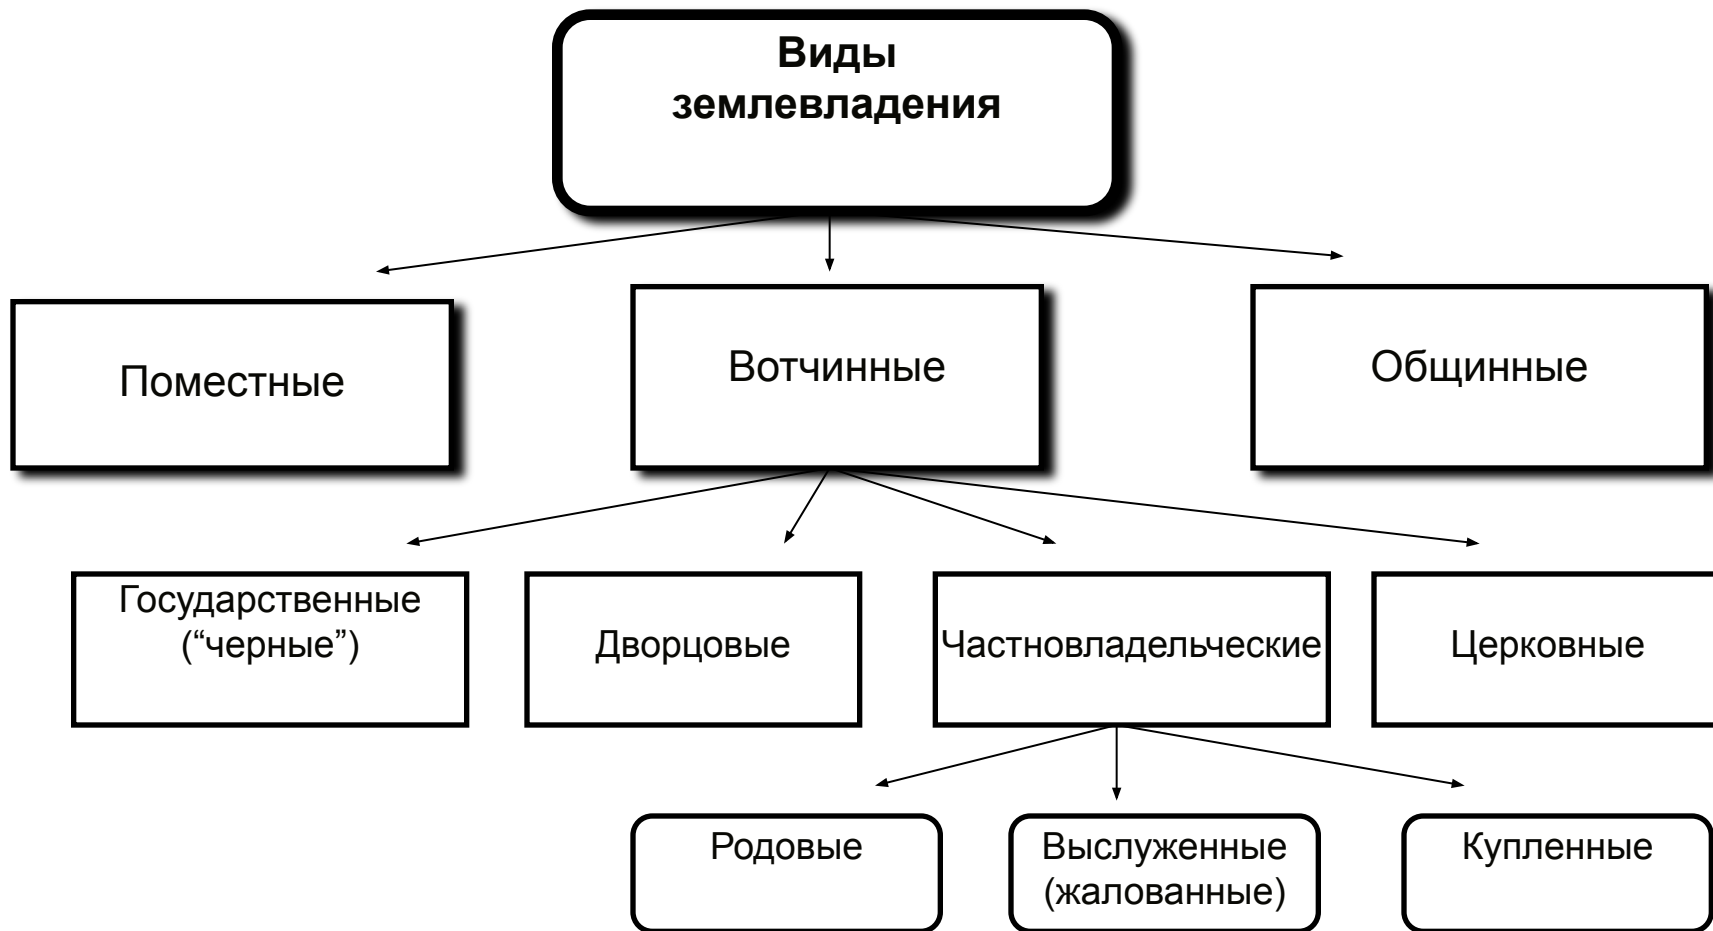 Виды
землевладения
Поместные
Вотчинные
Общинные
Государственные
(“черные”)
Дворцовые
Частновладельческие
Церковные
Родовые
Выслуженные
(жалованные)
Купленные